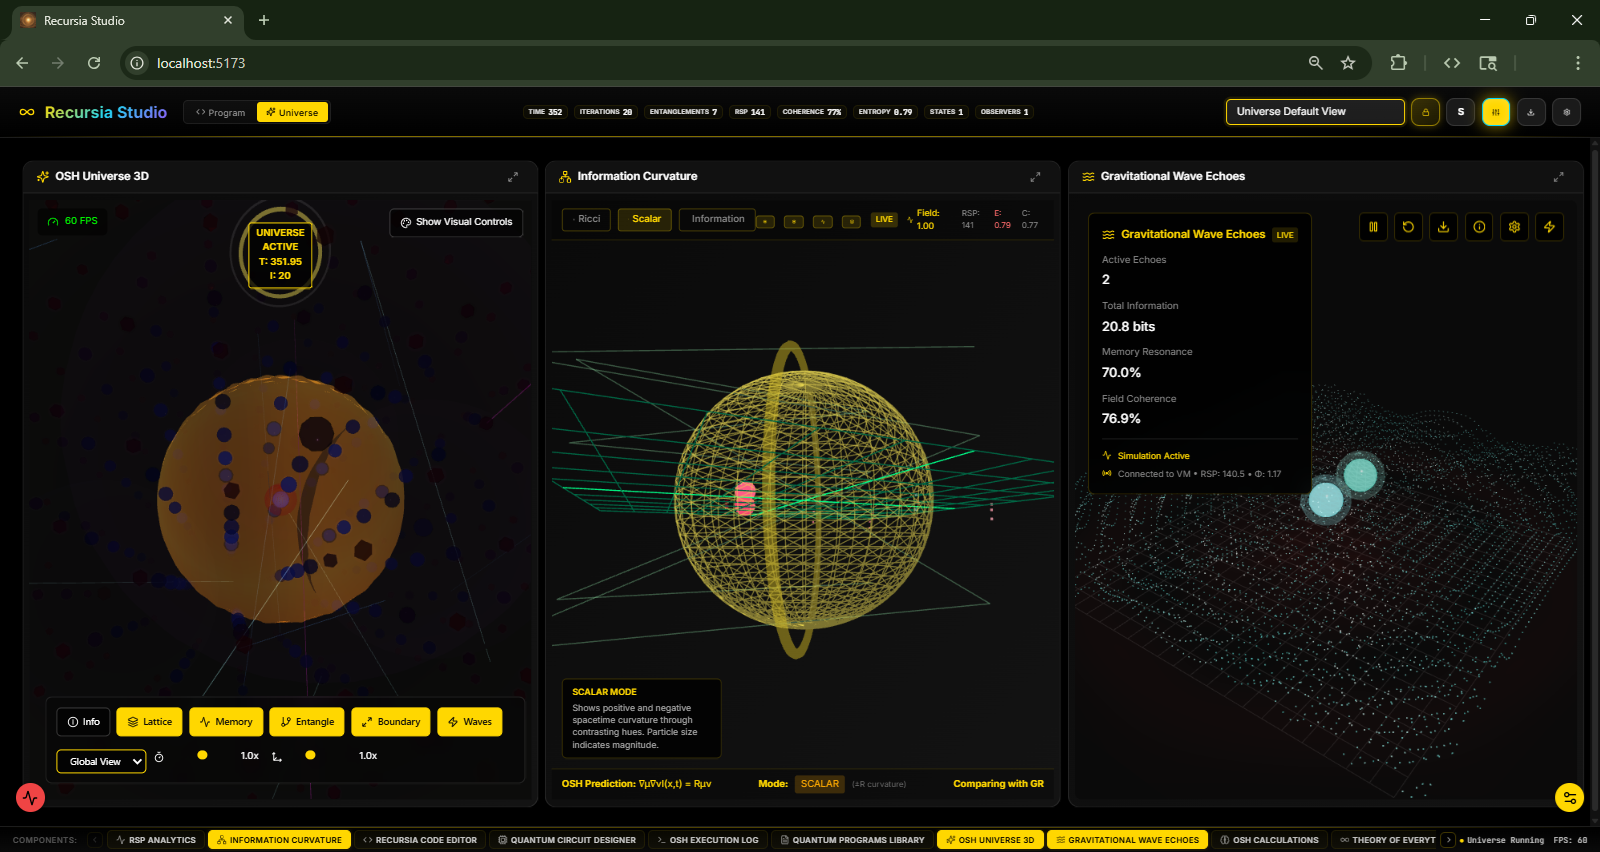 Recursia Studio
localhost:5173
Recursia Studio
Program
Universe
TIME 352
ITERATIONS 20
ENTANGLEMENTS 7
RSP 141
COHERENCE 77%
ENTROPY 0.79
STATES 1
OBSERVERS 1
Universe Default View
S
OSH Universe 3D
60 FPS
UNIVERSE
ACTIVE
T: 351.95
I: 20
Show Visual Controls
Info
Lattice
Memory
Entangle
Boundary
Waves
Global View
1.0x
1.0x
Information Curvature
Ricci
Scalar
Information
LIVE
Field:
1.00
RSP:
141
E:
0.79
C:
0.77
SCALAR MODE
Shows positive and negative
spacetime curvature through
contrasting hues. Particle size
indicates magnitude.
OSH Prediction: ∇μ∇νI(x,t) = Rμν
Mode: SCALAR (±R curvature)
Comparing with GR
Gravitational Wave Echoes
Gravitational Wave Echoes LIVE
Active Echoes
2
Total Information
20.8 bits
Memory Resonance
70.0%
Field Coherence
76.9%
Simulation Active
Connected to VM • RSP: 140.5 • Φ: 1.17
COMPONENTS:
RSP ANALYTICS
INFORMATION CURVATURE
RECURSIA CODE EDITOR
QUANTUM CIRCUIT DESIGNER
OSH EXECUTION LOG
QUANTUM PROGRAMS LIBRARY
OSH UNIVERSE 3D
GRAVITATIONAL WAVE ECHOES
OSH CALCULATIONS
THEORY OF EVERYT
Universe Running
FPS: 60